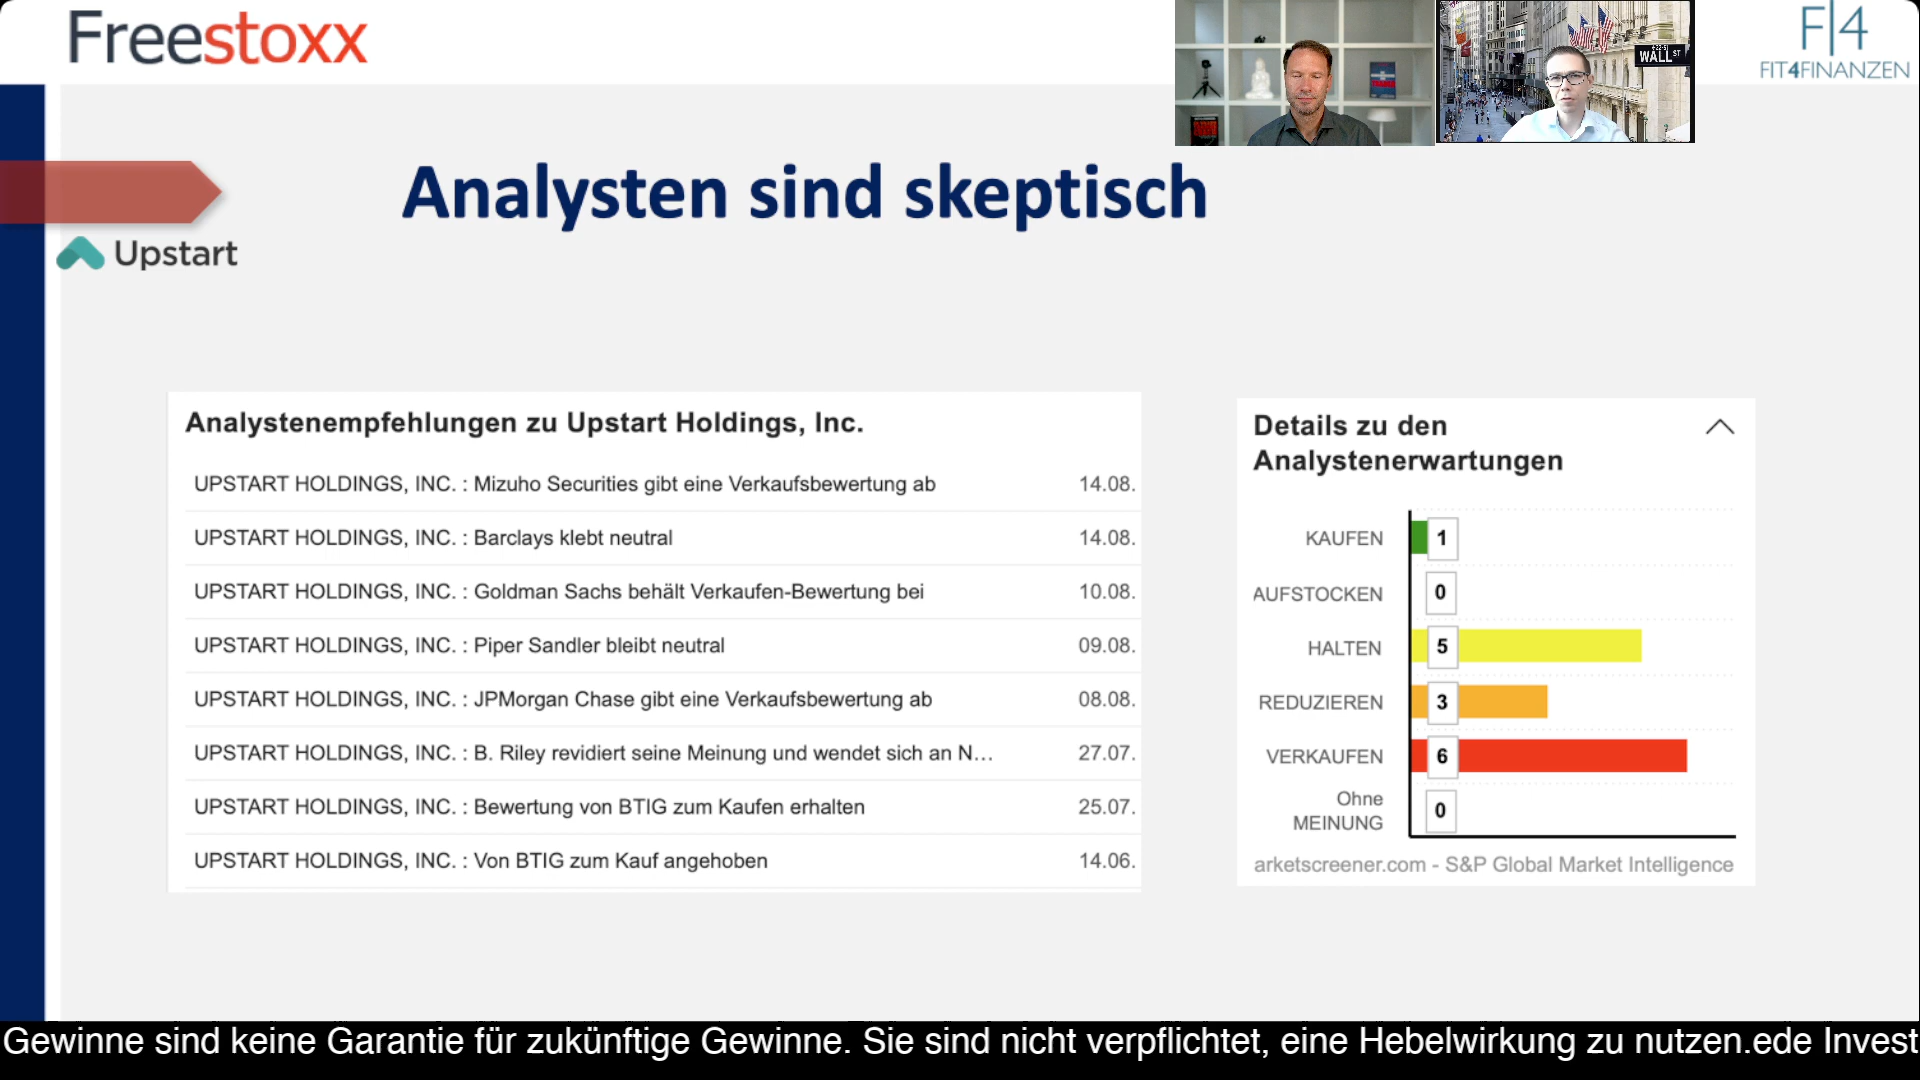 Freestoxx
WALL ST
F|4
FIT4FINANZEN
Analysten sind skeptisch
Upstart
Analystenempfehlungen zu Upstart Holdings, Inc.
UPSTART HOLDINGS, INC. : Mizuho Securities gibt eine Verkaufsbewertung ab 14.08.
UPSTART HOLDINGS, INC. : Barclays klebt neutral 14.08.
UPSTART HOLDINGS, INC. : Goldman Sachs behält Verkaufen-Bewertung bei 10.08.
UPSTART HOLDINGS, INC. : Piper Sandler bleibt neutral 09.08.
UPSTART HOLDINGS, INC. : JPMorgan Chase gibt eine Verkaufsbewertung ab 08.08.
UPSTART HOLDINGS, INC. : B. Riley revidiert seine Meinung und wendet sich an N... 27.07.
UPSTART HOLDINGS, INC. : Bewertung von BTIG zum Kaufen erhalten 25.07.
UPSTART HOLDINGS, INC. : Von BTIG zum Kauf angehoben 14.06.
Details zu den
Analystenerwartungen
KAUFEN 1
AUFSTOCKEN 0
HALTEN 5
REDUZIEREN 3
VERKAUFEN 6
Ohne
MEINUNG 0
arketscreener.com - S&P Global Market Intelligence
Gewinne sind keine Garantie für zukünftige Gewinne. Sie sind nicht verpflichtet, eine Hebelwirkung zu nutzen.ede Invest